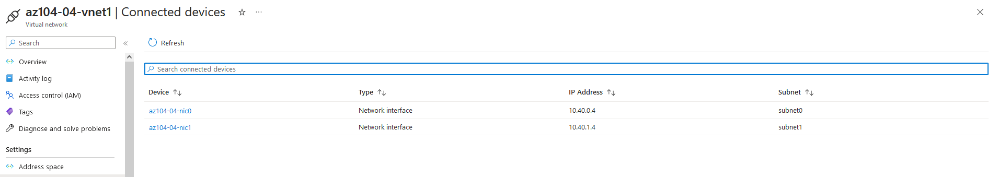 az104-04-vnet1 | Connected devices
Virtual network
Search
Refresh
Overview
Activity log
Access control (IAM)
Tags
Diagnose and solve problems
Settings
Address space
Search connected devices
Device Type IP Address Subnet
az104-04-nic0 Network interface 10.40.0.4 subnet0
az104-04-nic1 Network interface 10.40.1.4 subnet1